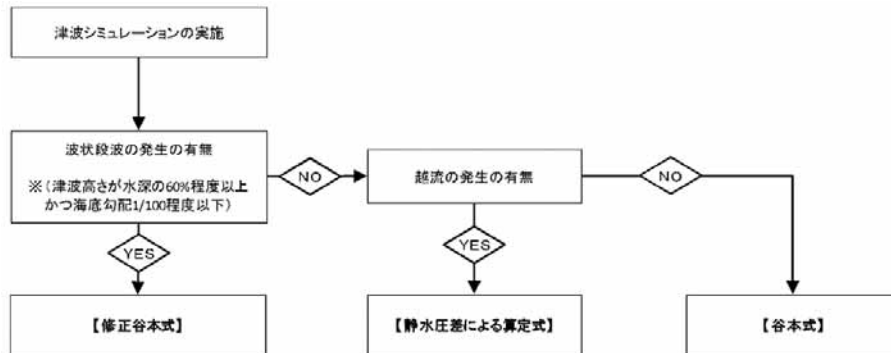 津波シミュレーションの実施
波状段波の発生の有無
※(津波高さが水深の60%程度以上
かつ海底勾配1/100程度以下)
NO
越流の発生の有無
NO
YES
YES
【修正谷本式】
【静水圧差による算定式】
【谷本式】